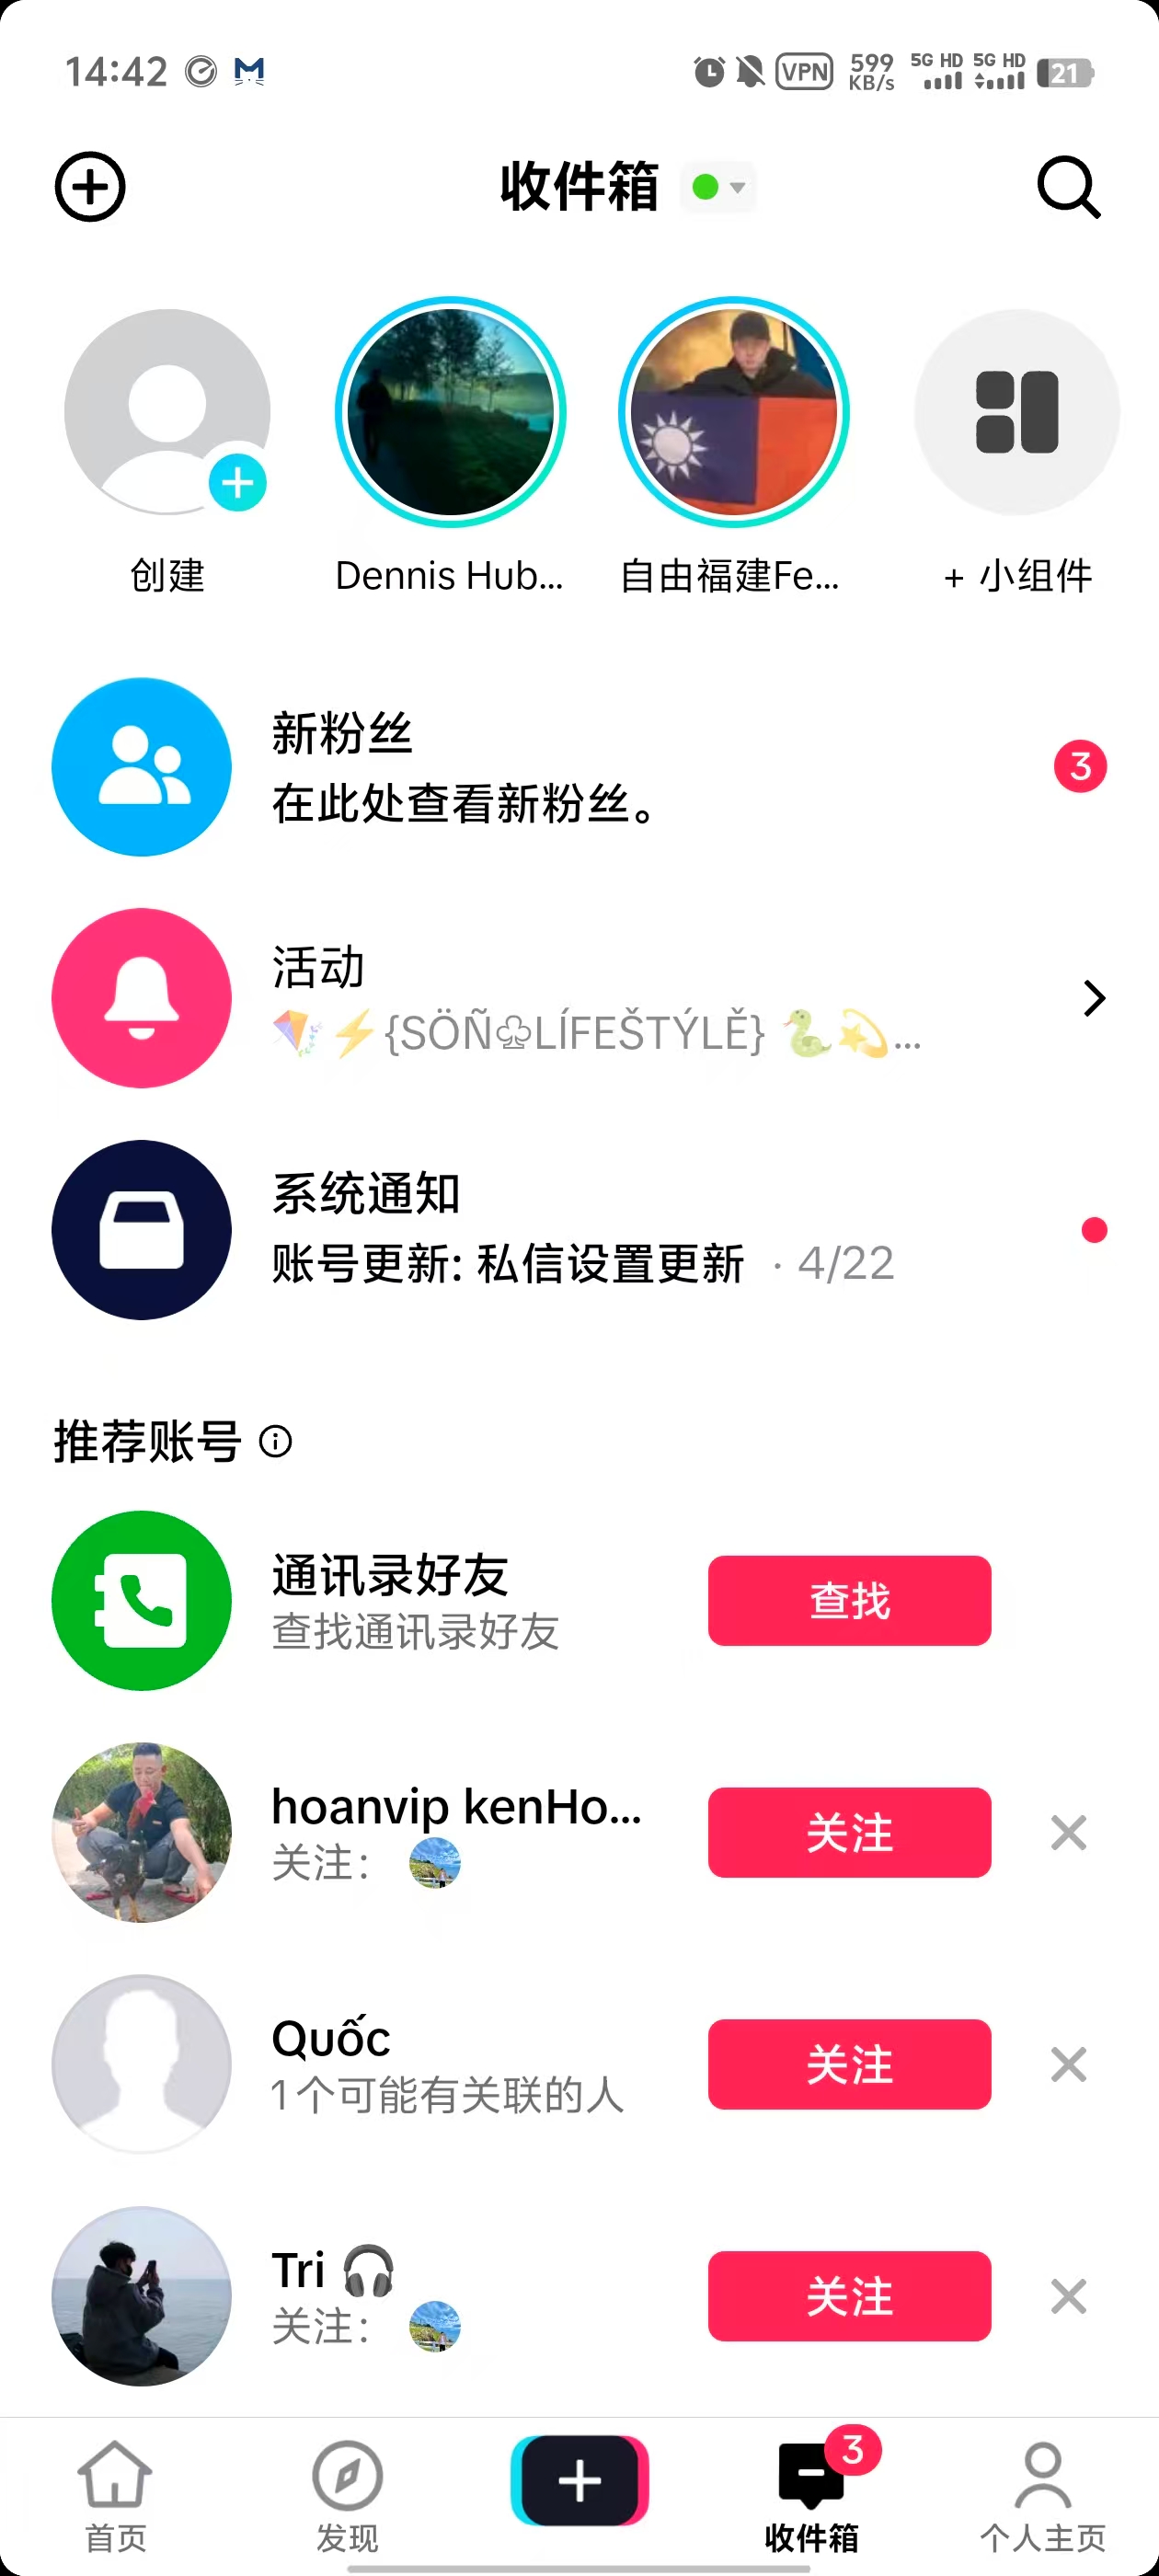 14:42
VPN
599
KB/s
5G HD
5G HD
21
收件箱
创建
Dennis Hub...
自由福建Fe...
+ 小组件
新粉丝
在此处查看新粉丝。
3
活动
🪁⚡{SÖÑ♧LÍFEŠTÝLĚ} 🐍💫...
系统通知
账号更新: 私信设置更新 · 4/22
推荐账号
通讯录好友
查找通讯录好友
查找
hoanvip kenHo...
关注：
关注
Quốc
1个可能有关联的人
关注
Tri 🎧
关注：
关注
首页
发现
3
收件箱
个人主页